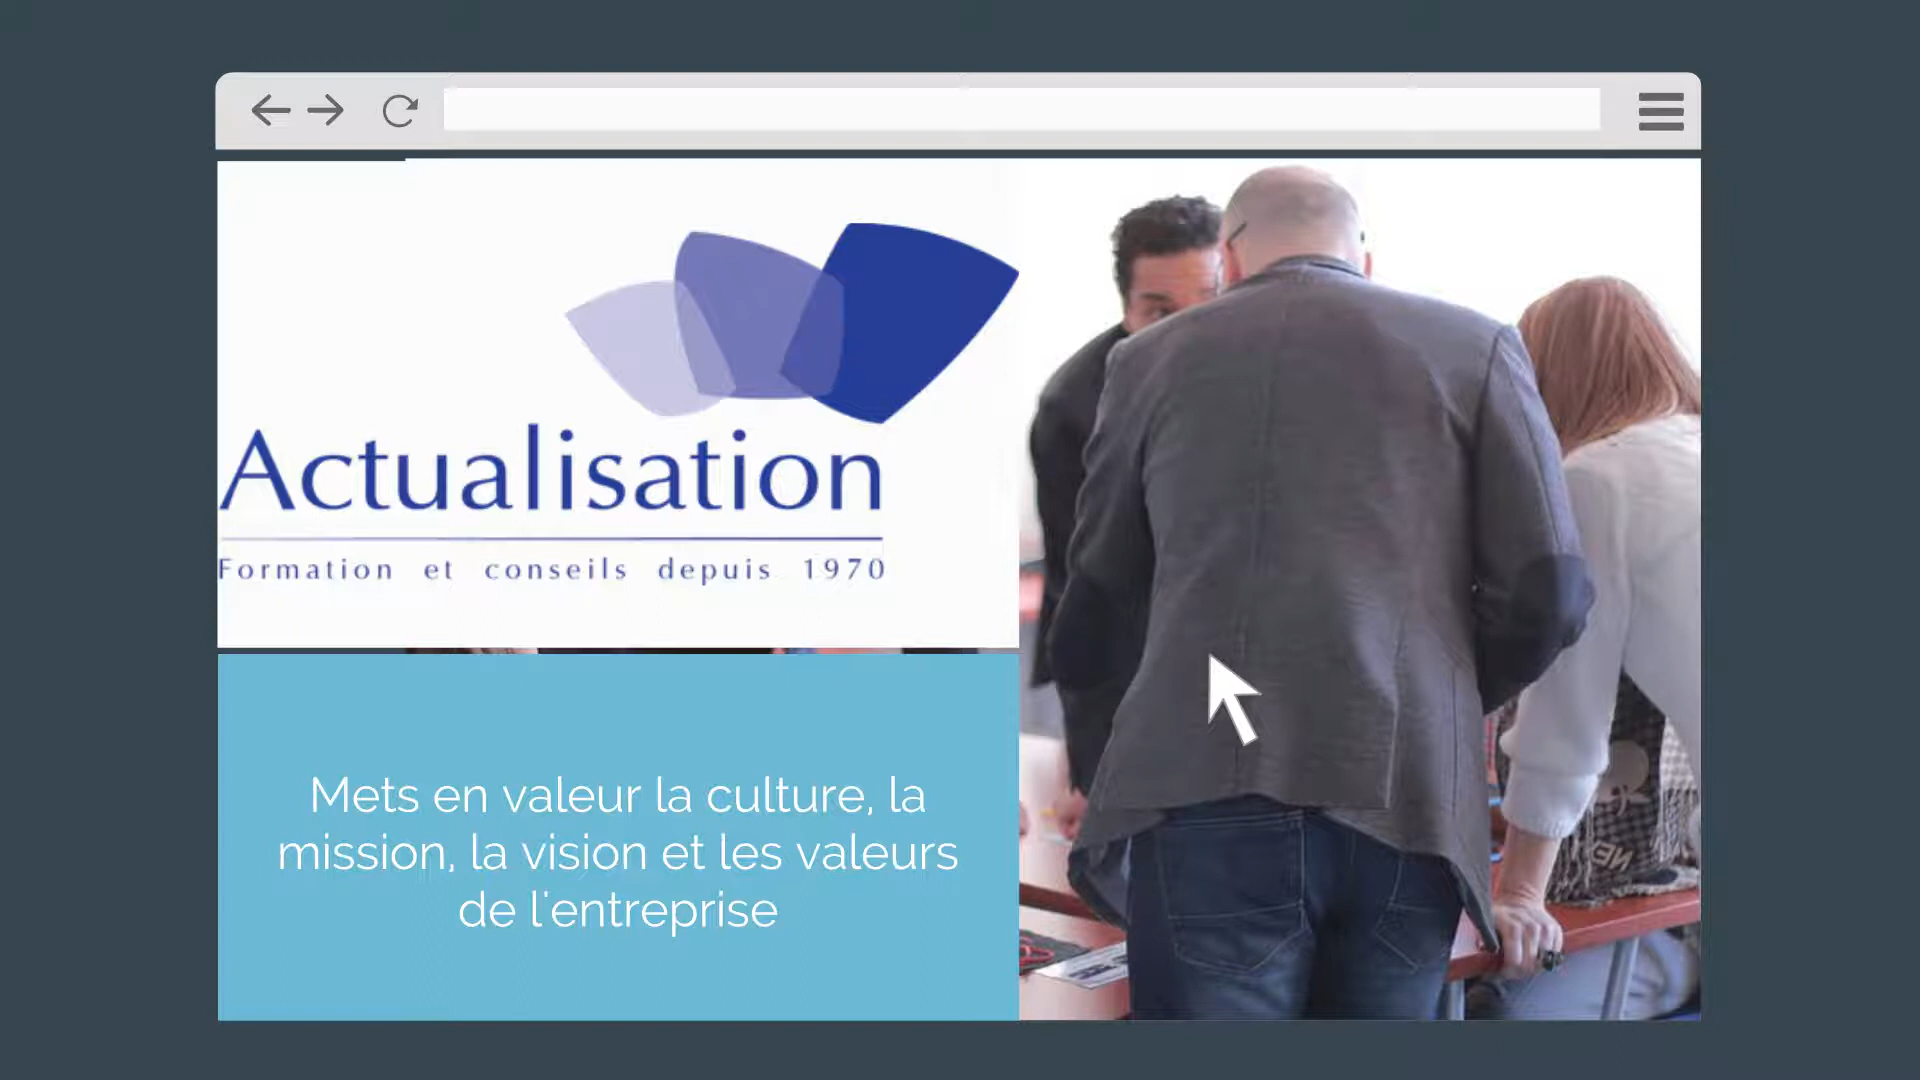 Actualisation
Formation et conseils depuis 1970
Mets en valeur la culture, la
mission, la vision et les valeurs
de l'entreprise